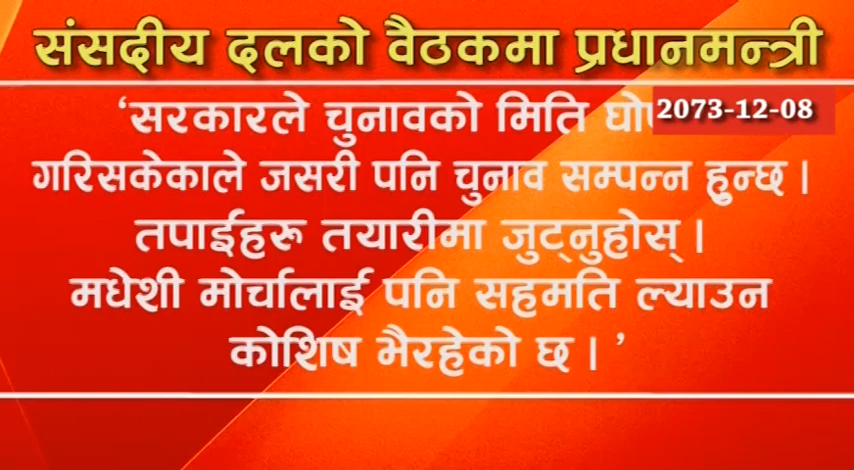 संसदीय दलको वैठकमा प्रधानमन्त्री
2073-12-08
‘सरकारले चुनावको मिति
गरिसकेकाले जसरी पनि चुनाव सम्पन्न हुन्छ।
तपाईहरू तयारीमा जुट्नुहोस्।
मधेशी मोर्चालाई पनि सहमति ल्याउन
कोशिष भैरहेको छ। ’